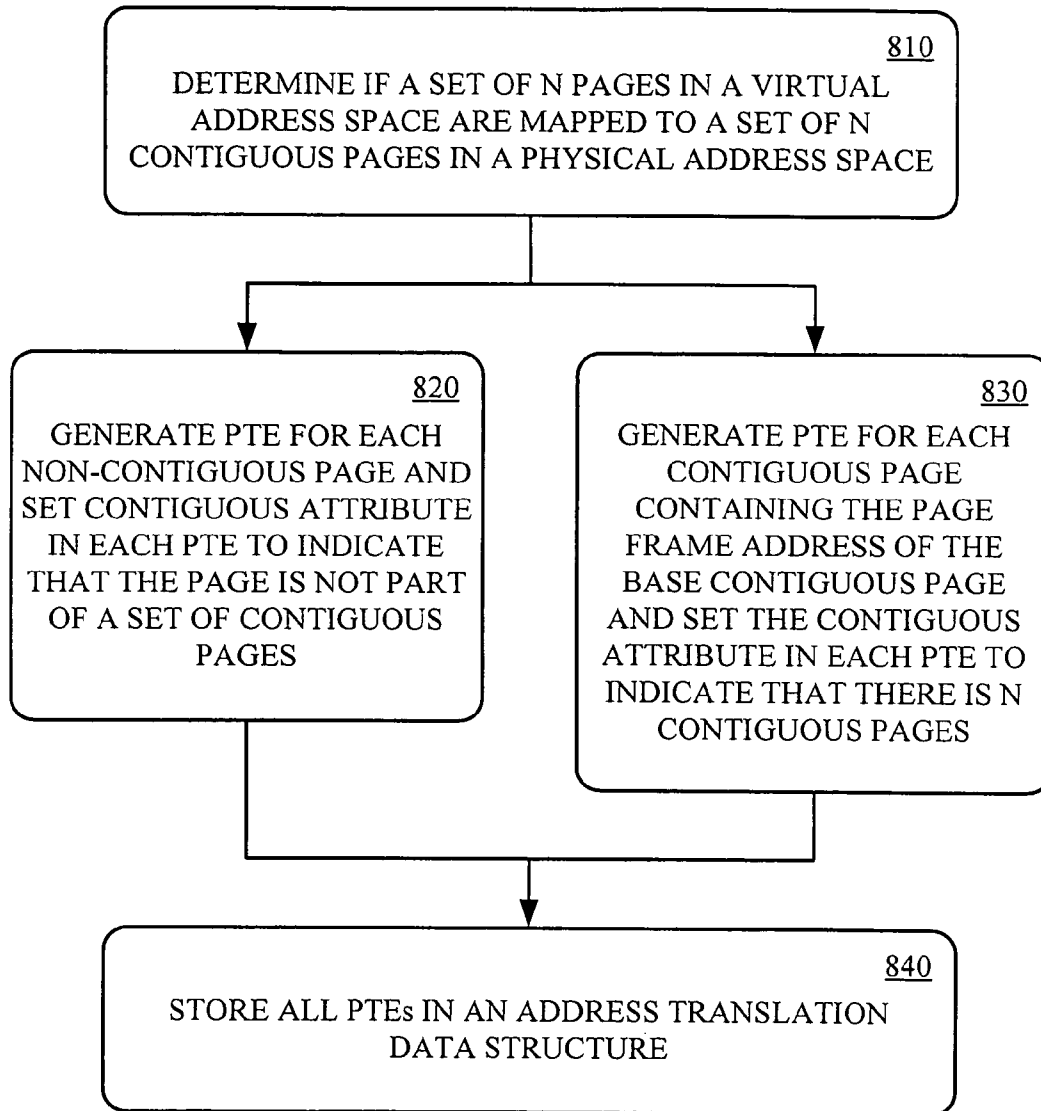 810
DETERMINE IF A SET OF N PAGES IN A VIRTUAL
ADDRESS SPACE ARE MAPPED TO A SET OF N
CONTIGUOUS PAGES IN A PHYSICAL ADDRESS SPACE
820
GENERATE PTE FOR EACH
NON-CONTIGUOUS PAGE AND
SET CONTIGUOUS ATTRIBUTE
IN EACH PTE TO INDICATE
THAT THE PAGE IS NOT PART
OF A SET OF CONTIGUOUS
PAGES
830
GENERATE PTE FOR EACH
CONTIGUOUS PAGE
CONTAINING THE PAGE
FRAME ADDRESS OF THE
BASE CONTIGUOUS PAGE
AND SET THE CONTIGUOUS
ATTRIBUTE IN EACH PTE TO
INDICATE THAT THERE IS N
CONTIGUOUS PAGES.
840
STORE ALL PTEs IN AN ADDRESS TRANSLATION
DATA STRUCTURE